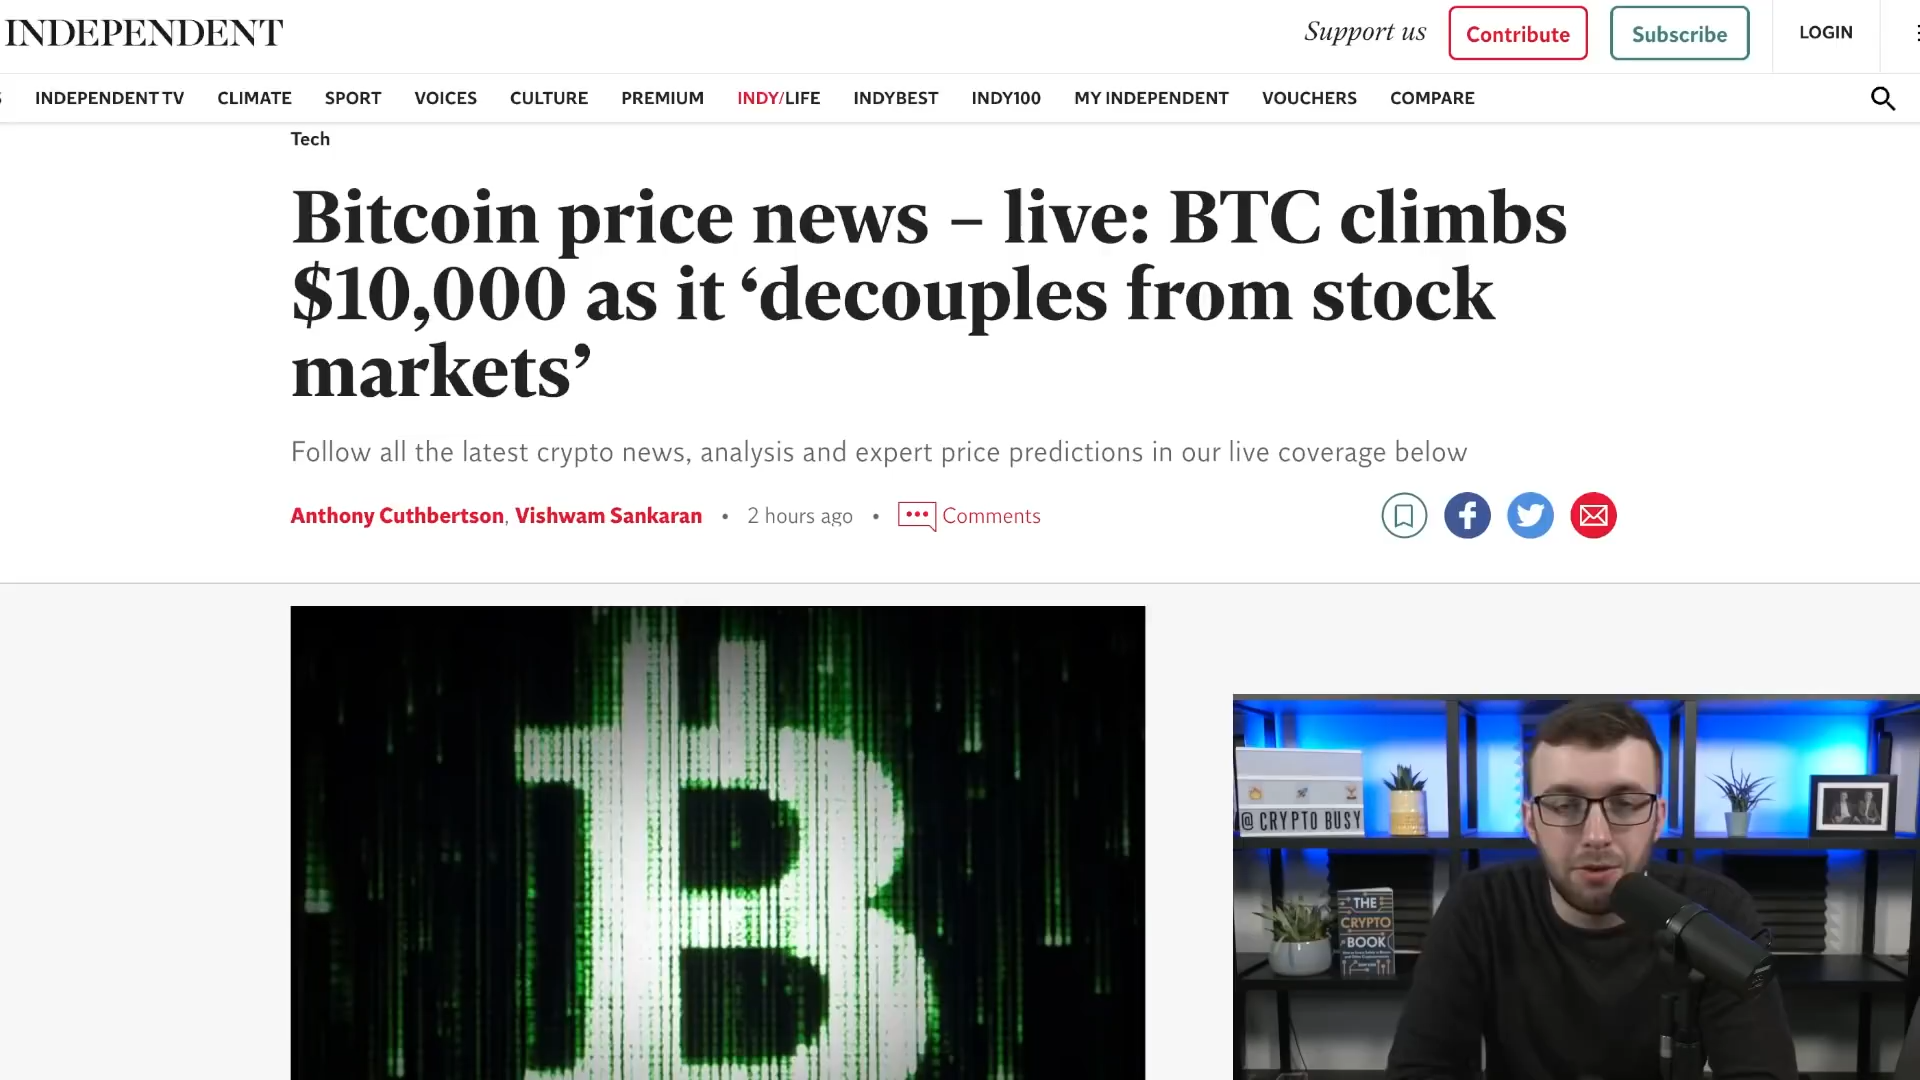 INDEPENDENT
Support us
Contribute
Subscribe
LOGIN
INDEPENDENT TV CLIMATE SPORT VOICES CULTURE PREMIUM INDY/LIFE INDYBEST INDY100 MY INDEPENDENT VOUCHERS COMPARE
Tech
Bitcoin price news – live: BTC climbs
$10,000 as it ‘decouples from stock
markets’
Follow all the latest crypto news, analysis and expert price predictions in our live coverage below
Anthony Cuthbertson, Vishwam Sankaran • 2 hours ago • Comments
@ CRYPTO BUSY
THE
CRYPTO
BOOK